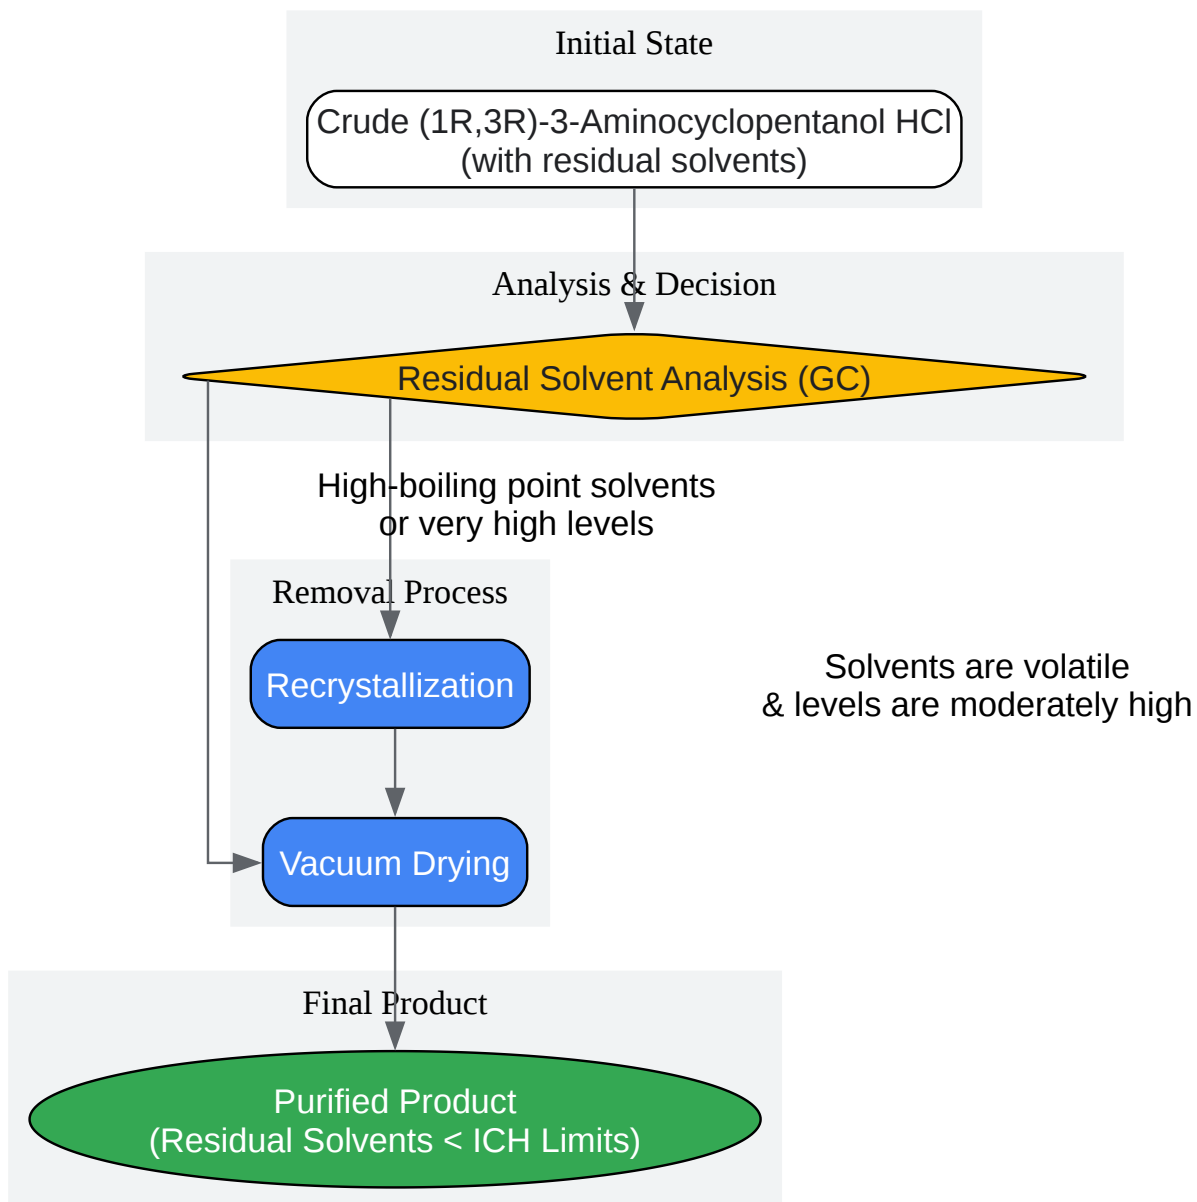 Initial State
Crude (1R,3R)-3-Aminocyclopentanol HCl
(with residual solvents)
Analysis & Decision
Residual Solvent Analysis (GC)
High-boiling point solvents
or very high levels
Removal Process
Recrystallization
Solvents are volatile
& levels are moderately high
Vacuum Drying
Final Product
Purified Product
(Residual Solvents < ICH Limits)